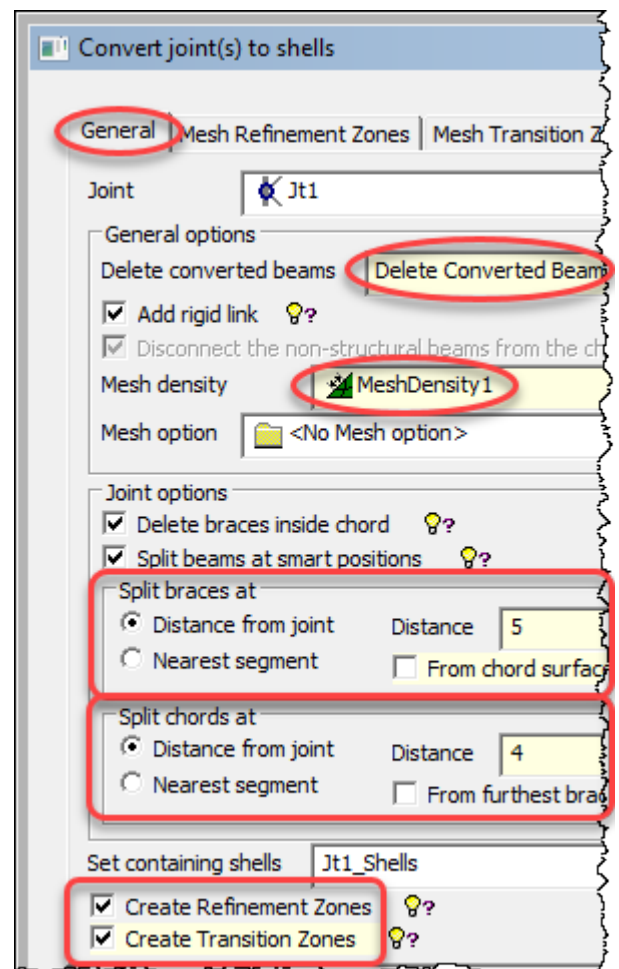 Convert joint(s) to shells
General Mesh Refinement Zones Mesh Transition
Joint Jt1
General options
Delete converted beams Delete Converted
Add rigid link ?
Disconnect the non-structural beams from the
Mesh density MeshDensity1
Mesh option <No Mesh option>
Joint options
Delete braces inside chord ?
Split beams at smart positions ?
Split braces at
Distance from joint Distance 5
Nearest segment From chord
Split chords at
Distance from joint Distance 4
Nearest segment From furthest
Set containing shells Jt1_Shells
Create Refinement Zones ?
Create Transition Zones ?